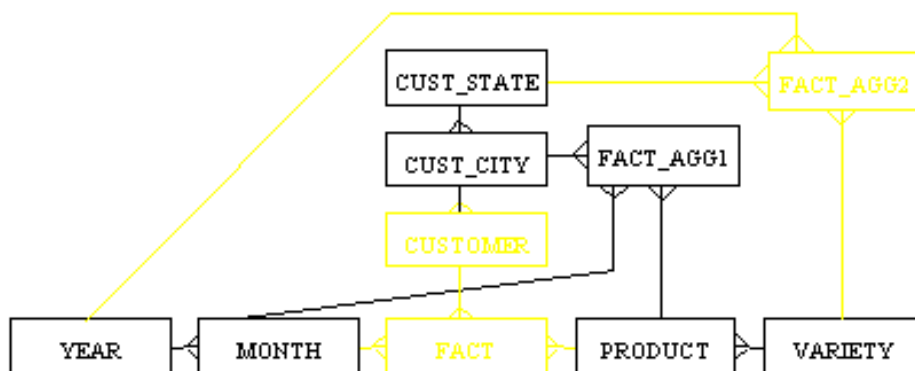 CUST_STATE
FACT_AGG2
CUST_CITY
FACT_AGG1
CUSTOMER
YEAR
MONTH
FACT
PRODUCT
VARIETY